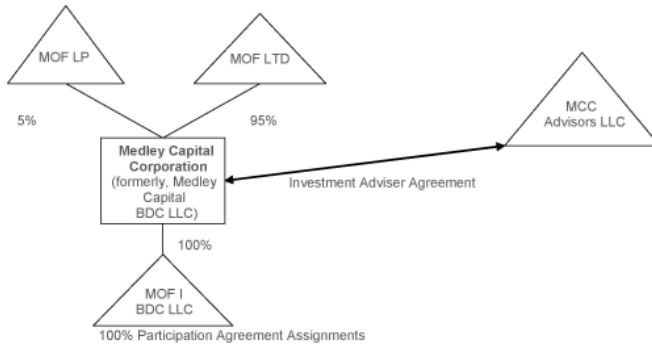 MOF LP
MOF LTD
MCC
Advisors LLC
5%
95%
Medley Capital
Corporation
(formerly, Medley
Capital
BDC LLC)
Investment Adviser Agreement
100%
MOF I
BDC LLC
100% Participation Agreement Assignments